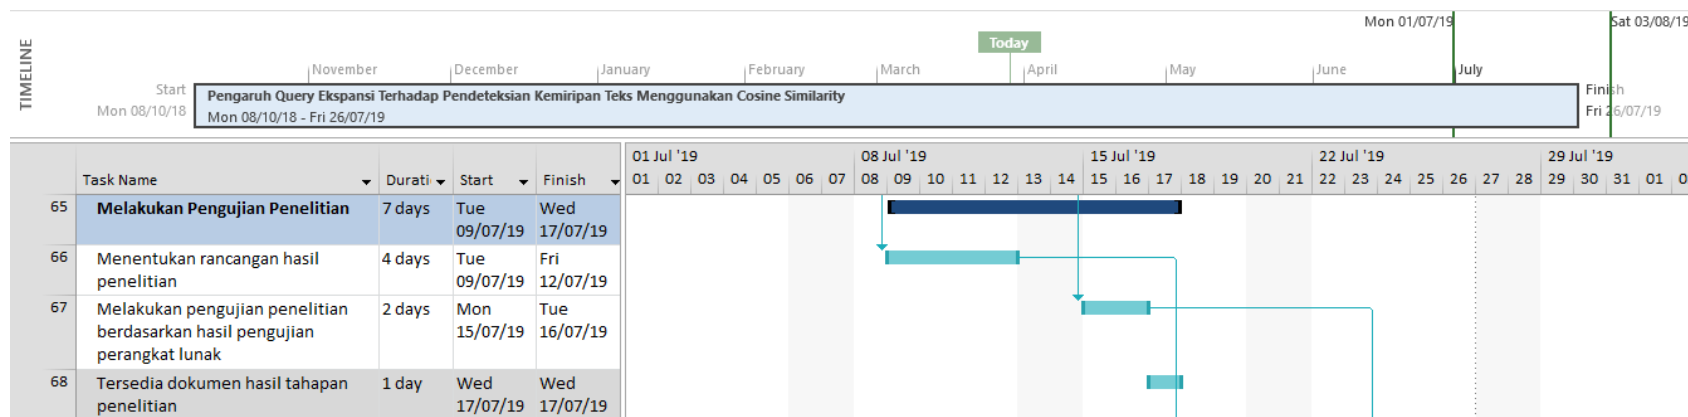 Mon 01/07/19 Sat 03/08/19
Today
TIMELINE
November December January February March April May June July
Start
Mon 08/10/18
Pengaruh Query Ekspansi Terhadap Pendeteksian Kemiripan Teks Menggunakan Cosine Similarity
Mon 08/10/18 - Fri 26/07/19
Finish
Fri 26/07/19
01 Jul '19 08 Jul '19 15 Jul '19 22 Jul '19 29 Jul '19
Task Name Durati Start Finish 01 02 03 04 05 06 07 08 09 10 11 12 13 14 15 16 17 18 19 20 21 22 23 24 25 26 27 28 29 30 31 01
65 Melakukan Pengujian Penelitian 7 days Tue Wed
09/07/19 17/07/19
66 Menentukan rancangan hasil 4 days Tue Fri
penelitian 09/07/19 12/07/19
67 Melakukan pengujian penelitian 2 days Mon Tue
berdasarkan hasil pengujian 15/07/19 16/07/19
perangkat lunak
68 Tersedia dokumen hasil tahapan 1 day Wed Wed
penelitian 17/07/19 17/07/19